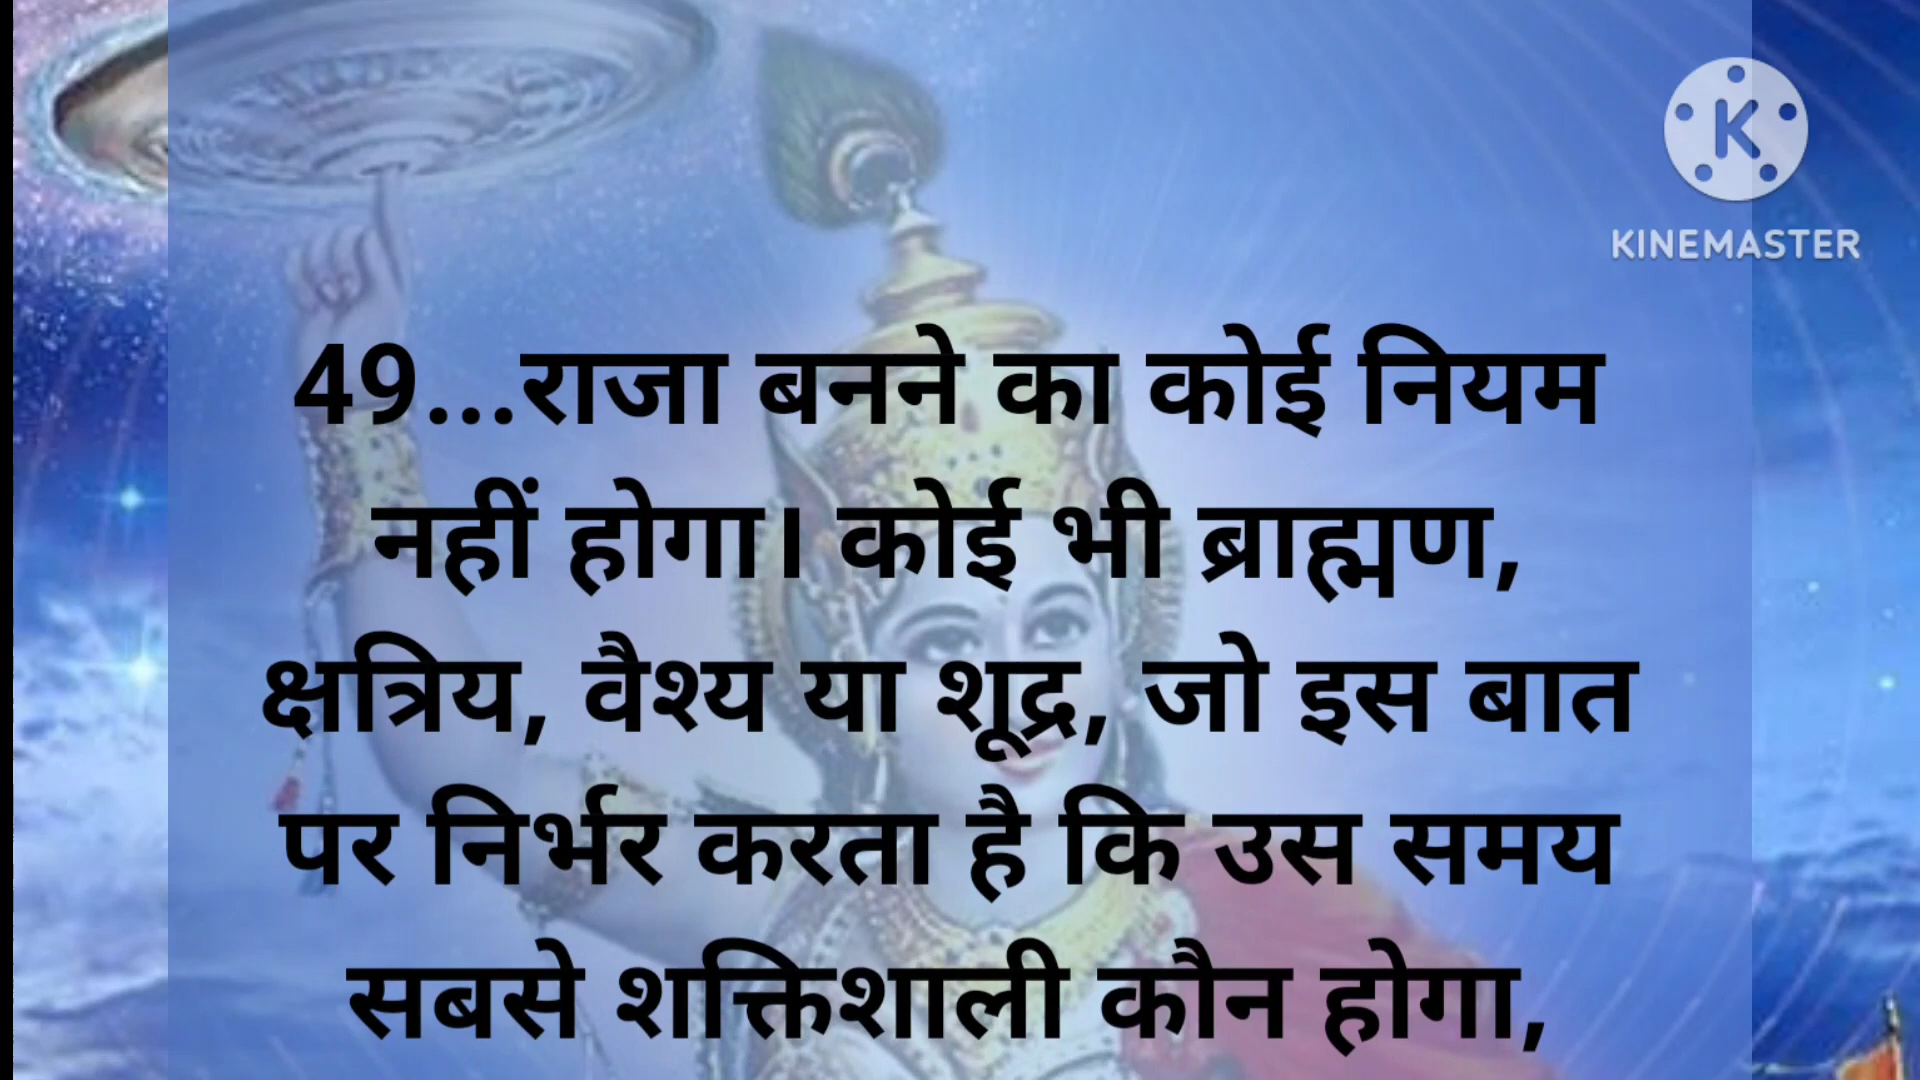 K
KINEMASTER
49...राजा बनने का कोई नियम
नहीं होगा। कोई भी ब्राह्मण,
क्षत्रिय, वैश्य या शूद्र, जो इस बात
पर निर्भर करता है कि उस समय
सबसे शक्तिशाली कौन होगा,